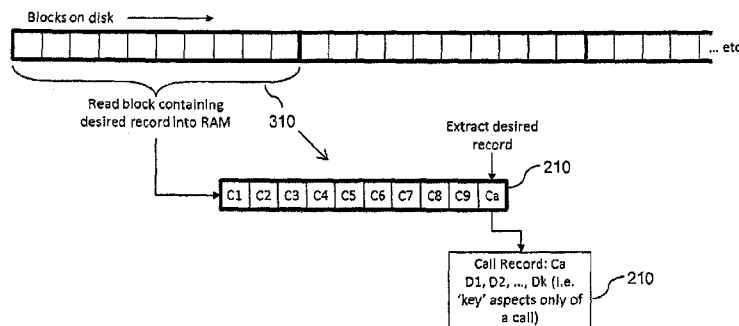 Blocks on disk
... etc
Read block containing
desired record into RAM
310
Extract desired
record
210
C1 C2 C3 C4 C5 C6 C7 C8 C9 Ca
Call Record: Ca
D1, D2, ..., Dk (i.e.
'key' aspects only of
a call)
210